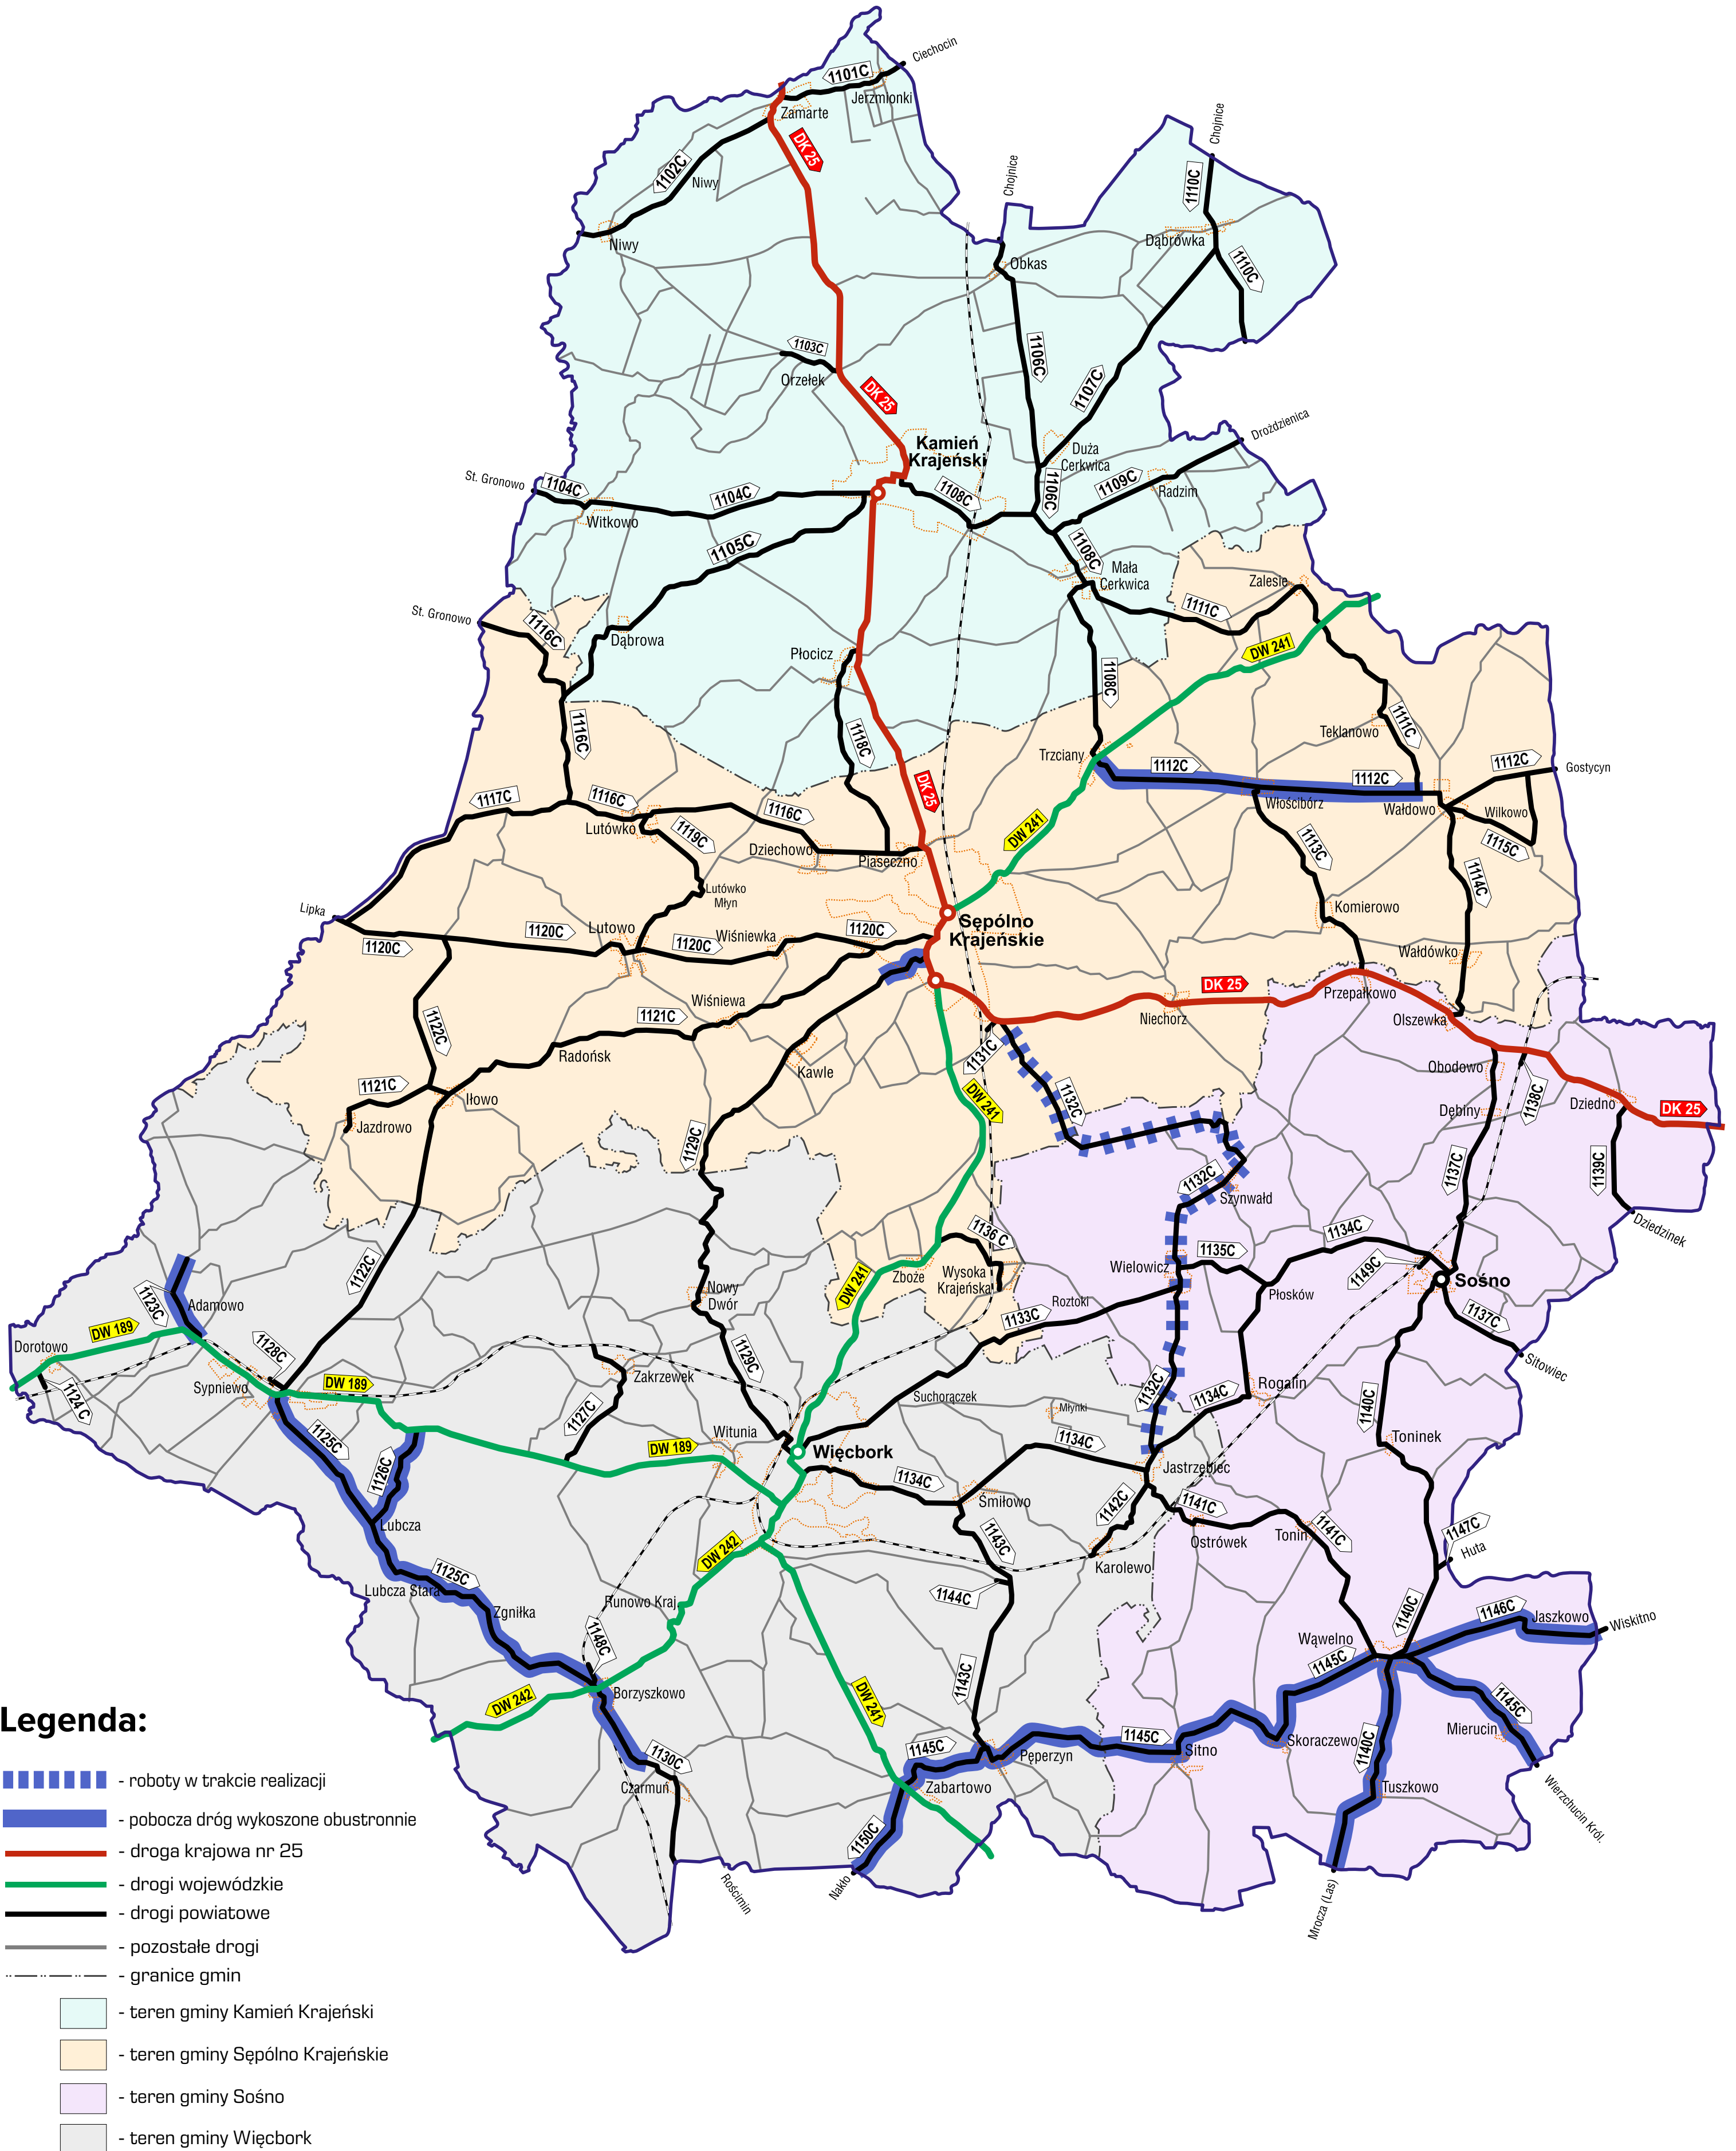 Ciechocin
1101C
Jerzmionki
Zamarte
DK 25
1102C
Niwy
Niwy
Chojnice
Chojnice
1110C
Dąbrówka
1110C
Obkas
1106C
1103C
Orzełek
DK 25
1107C
Kamień
Krajeński
Duża
Cerkwica
Drożdzienica
St. Gronowo
1104C
1104C
Witkowo
1108C
1106C
1109C
Radzim
1105C
1108C
Mała
Cerkwica
Zalesie
1111C
St. Gronowo
1116C
Dąbrowa
Płocicz
DW 241
1108C
1116C
1118C
Teklanowo
1111C
Trzciany
1112C
1112C
1112C
Gostycyn
DK 25
Włościbórz
Wałdowo
Wilkowo
1117C
1116C
Lutówko
1116C
1119C
Dziechowo
Piaseczno
DW 241
1113C
1115C
1114C
Lutówko
Młyn
Lipka
1120C
1120C
Lutowo
1120C
Wiśniewka
1120C
Sępólno
Krajeńskie
Komierowo
Wałdówko
DK 25
Przepałkowo
Niechorz
Olszewka
Wiśniewa
1121C
1122C
Radońsk
Kawle
1131C
1121C
Iłowo
Jazdrowo
DW 241
1132C
Obodowo
Dębiny
1138C
Dziedno
DK 25
1129C
1137C
1139C
1132C
Szynwałd
Dziedzinek
1136 C
1134C
1135C
Wielowicz
1149C
Sośno
1122C
Zboże
Wysoka
Krajeńska
DW 241
Płosków
1123C
Adamowo
Nowy
Dwór
Roztoki
1133C
1137C
Sitowiec
DW 189
Dorotowo
1128C
1129C
Zakrzewek
Sypniewo
DW 189
1124 C
Suchorączek
Młynki
1132C
1134C
Rogalin
1140C
1127C
1125C
Witunia
DW 189
Więcbork
1134C
Toninek
1126C
1134C
Jastrzębiec
Śmiłowo
1142C
1141C
Lubcza
Ostrówek
Tonin
1141C
1147C
Huta
1143C
Karolewo
DW 242
Lubcza Stara
1125C
Zgniłka
Runowo Kraj.
1144C
1140C
1146C
Jaszkowo
Wiskitno
1148C
Wąwelno
1145C
Borzyszkowo
DW 242
1143C
DW 241
1145C
Mierucin
1145C
1145C
Sitno
Skoraczewo
1140C
Pęperzyn
1130C
Czarmuń
Zabartowo
Tuszkowo
Wierzchucin Król.
1150C
Nakło
Rościmin
Mrocza (Las)
Legenda:
- roboty w trakcie realizacji
- pobocza dróg wykoszone obustronnie
- droga krajowa nr 25
- drogi wojewódzkie
- drogi powiatowe
- pozostałe drogi
- granice gmin
- teren gminy Kamień Krajeński
- teren gminy Sępólno Krajeńskie
- teren gminy Sośno
- teren gminy Więcbork